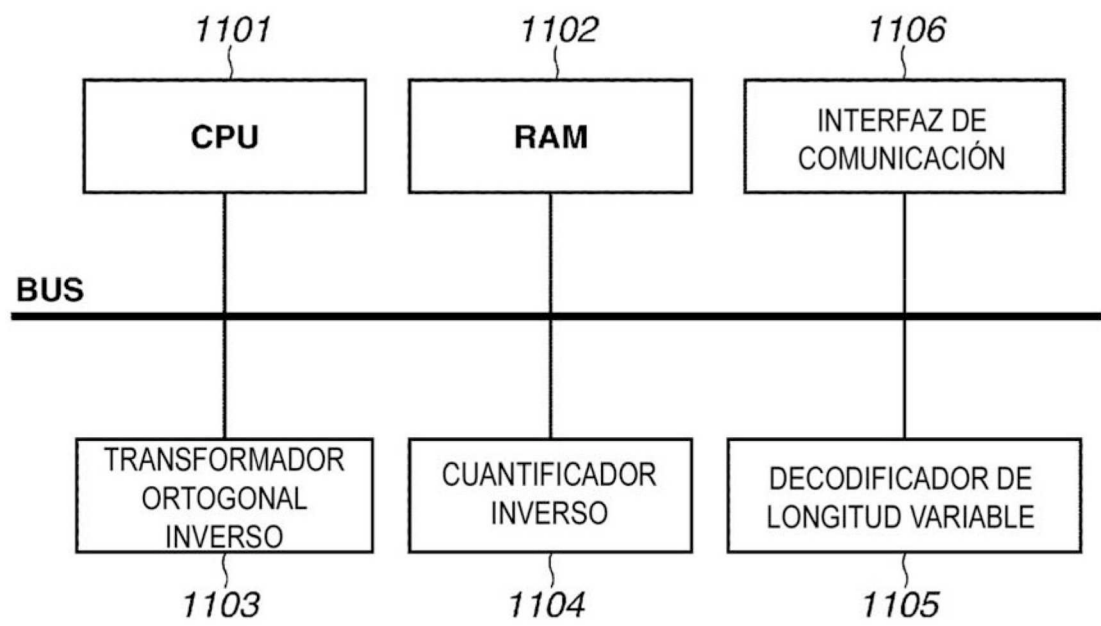 1101
1102
1106
CPU
RAM
INTERFAZ DE
COMUNICACIÓN
BUS
TRANSFORMADOR
ORTOGONAL
INVERSO
CUANTIFICADOR
INVERSO
DECODIFICADOR DE
LONGITUD VARIABLE
1103
1104
1105